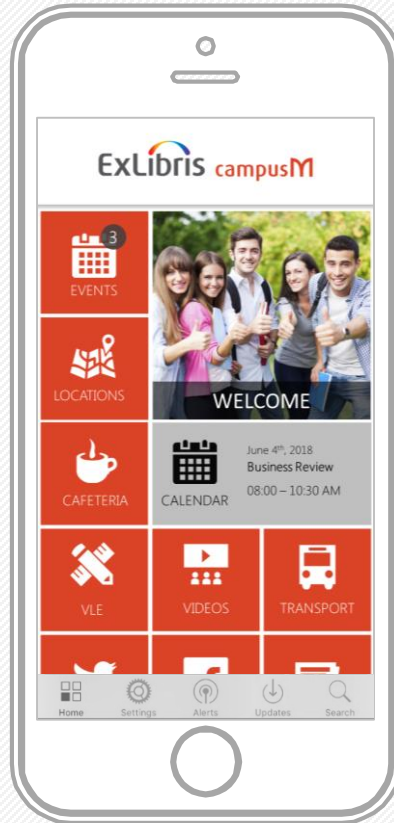 ExLibris campusM
3
EVENTS
LOCATIONS
WELCOME
CAFETERIA
CALENDAR
June 4th, 2018
Business Review
08:00 – 10:30 AM
VLE
VIDEOS
TRANSPORT
Home
Settings
Alerts
Updates
Search